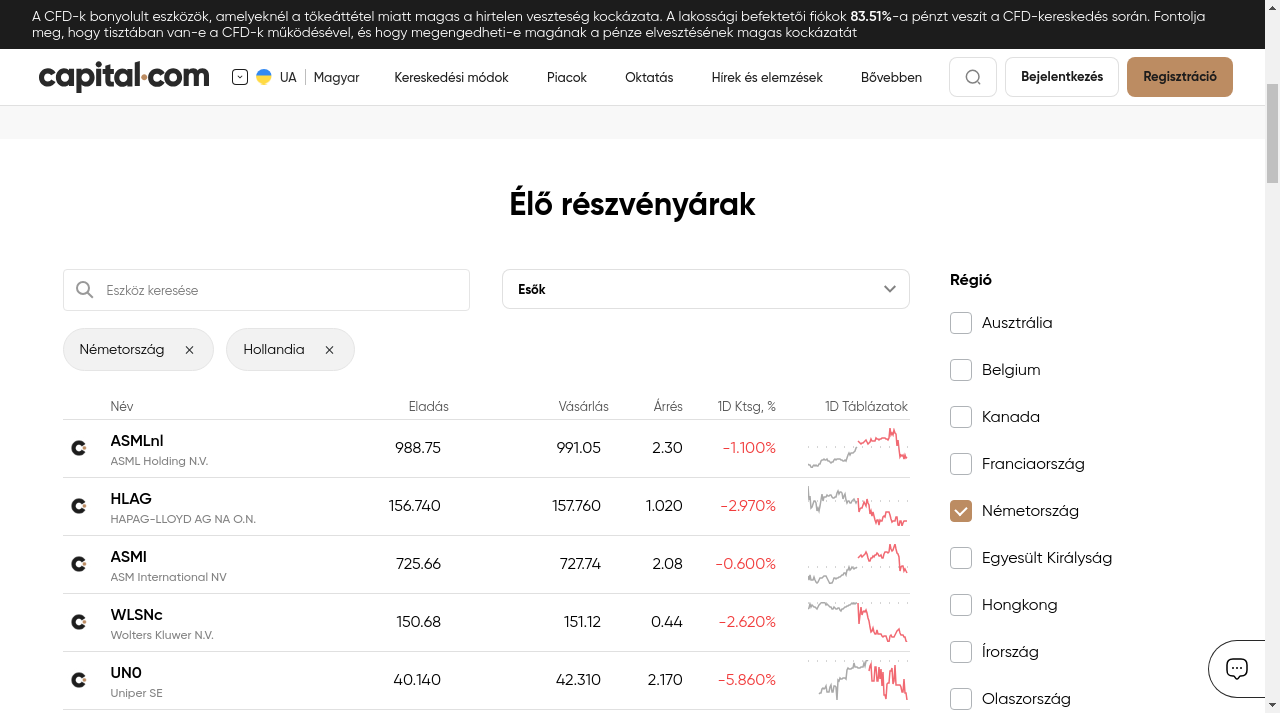 A CFD-k bonyolult eszközök, amelyeknél a tőkeáttétel miatt magas a hirtelen veszteség kockázata. A lakossági befektetői fiókok 83.51%-a pénzt veszít a CFD-kereskedés során. Fontolja
meg, hogy tisztában van-e a CFD-k működésével, és hogy megengedheti-e magának a pénze elvesztésének magas kockázatát
capital.com UA Magyar Kereskedési módok Piacok Oktatás Hírek és elemzések Bővebben Bejelentkezés Regisztráció
Élő részvényárak
Eszköz keresése Esők
Németország Hollandia
Név Eladás Vásárlás Árrés 1D Ktsg, % 1D Táblázatok
ASMLnl 988.75 991.05 2.30 -1.100%
ASML Holding N.V.
HLAG 156.740 157.760 1.020 -2.970%
HAPAG-LLOYD AG NA O.N.
ASMI 725.66 727.74 2.08 -0.600%
ASM International NV
WLSNc 150.68 151.12 0.44 -2.620%
Wolters Kluwer N.V.
UN0 40.140 42.310 2.170 -5.860%
Uniper SE
Régió
Ausztrália
Belgium
Kanada
Franciaország
Németország
Egyesült Királyság
Hongkong
Írország
Olaszország